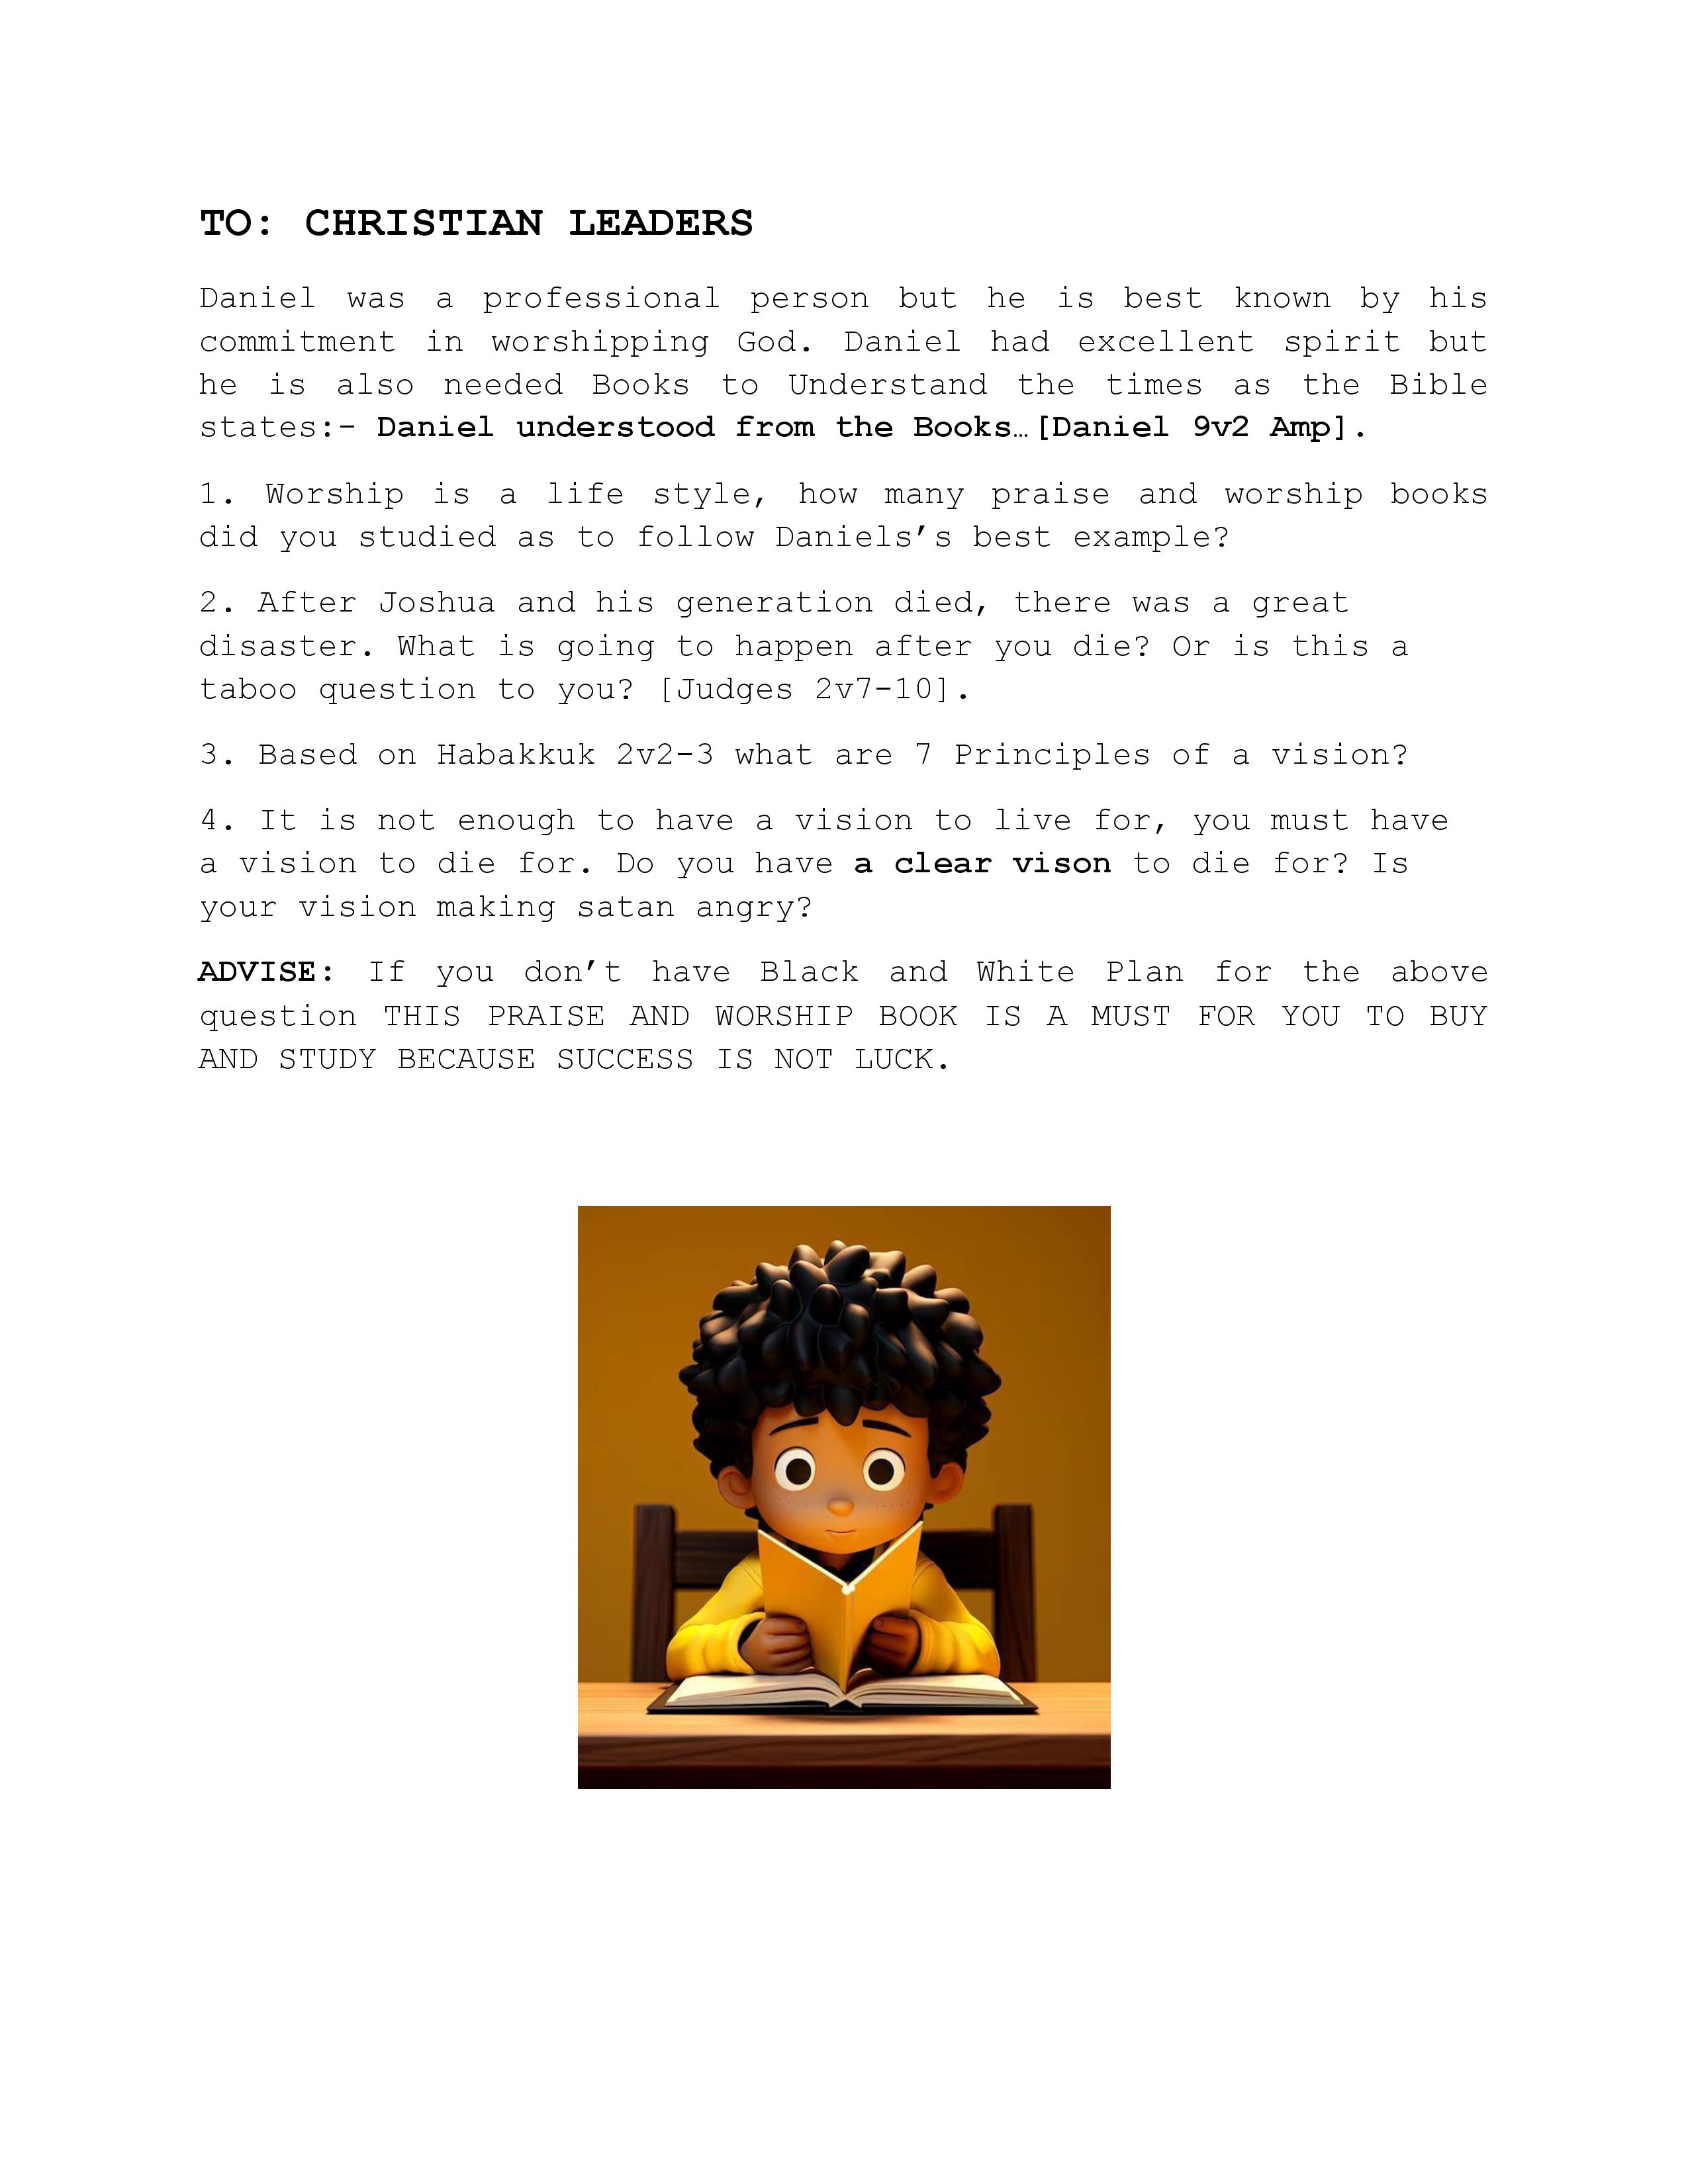 TO: CHRISTIAN LEADERS
Daniel was a professional person but he is best known by his
commitment in worshipping God. Daniel had excellent spirit but
he is also needed Books to Understand the times as the Bible
states:- Daniel understood from the Books…[Daniel 9v2 Amp].
1. Worship is a life style, how many praise and worship books
did you studied as to follow Daniels’s best example?
2. After Joshua and his generation died, there was a great
disaster. What is going to happen after you die? Or is this a
taboo question to you? [Judges 2v7-10].
3. Based on Habakkuk 2v2-3 what are 7 Principles of a vision?
4. It is not enough to have a vision to live for, you must have
a vision to die for. Do you have a clear vison to die for? Is
your vision making satan angry?
ADVISE: If you don’t have Black and White Plan for the above
question THIS PRAISE AND WORSHIP BOOK IS A MUST FOR YOU TO BUY
AND STUDY BECAUSE SUCCESS IS NOT LUCK.